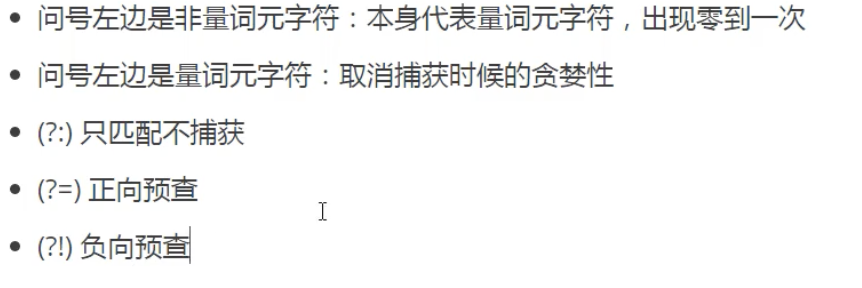 • 问号左边是非量词元字符：本身代表量词元字符，出现零到一次
• 问号左边是量词元字符：取消捕获时候的贪婪性
• (?:) 只匹配不捕获
• (?=) 正向预查
• (?!) 负向预查